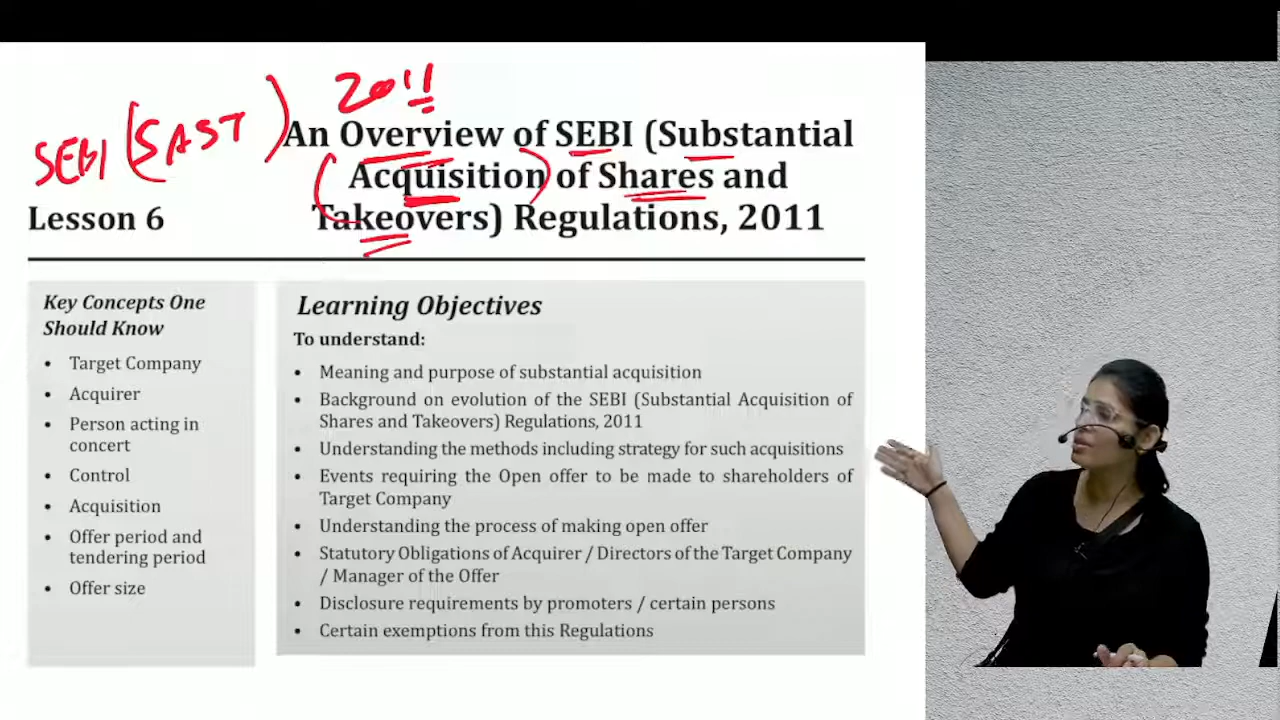 2011
SEBI (SAST)
An Overview of SEBI (Substantial
Acquisition of Shares and
Takeovers) Regulations, 2011
Lesson 6
Key Concepts One
Should Know
• Target Company
• Acquirer
• Person acting in
concert
• Control
• Acquisition
• Offer period and
tendering period
• Offer size
Learning Objectives
To understand:
• Meaning and purpose of substantial acquisition
• Background on evolution of the SEBI (Substantial Acquisition of
Shares and Takeovers) Regulations, 2011
• Understanding the methods including strategy for such acquisitions
• Events requiring the Open offer to be made to shareholders of
Target Company
• Understanding the process of making open offer
• Statutory Obligations of Acquirer / Directors of the Target Company
/ Manager of the Offer
• Disclosure requirements by promoters / certain persons
• Certain exemptions from this Regulations